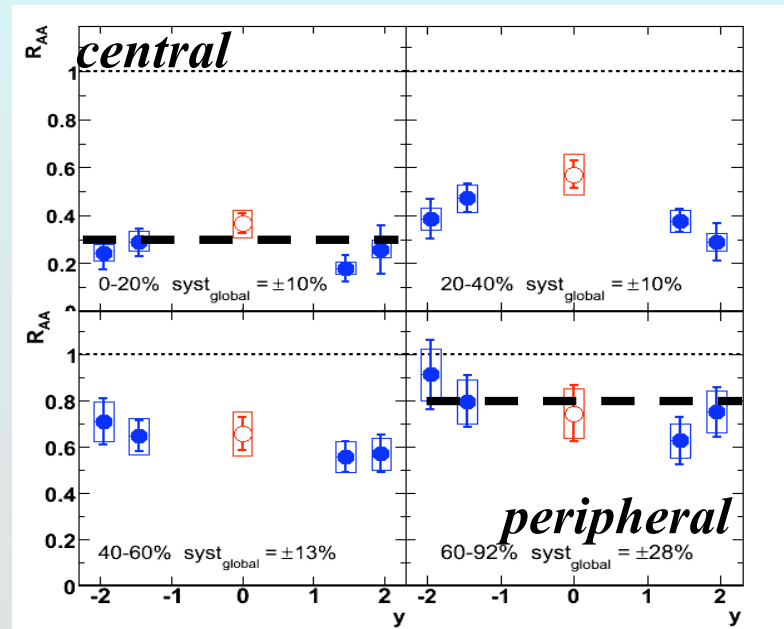 central
R_AA
1
0.8
0.6
0.4
0.2
0
0-20% syst_global = ±10%
20-40% syst_global = ±10%
R_AA
1
0.8
0.6
0.4
0.2
0
peripheral
40-60% syst_global = ±13%
60-92% syst_global = ±28%
-2 -1 0 1 2 -2 -1 0 1 2
y y